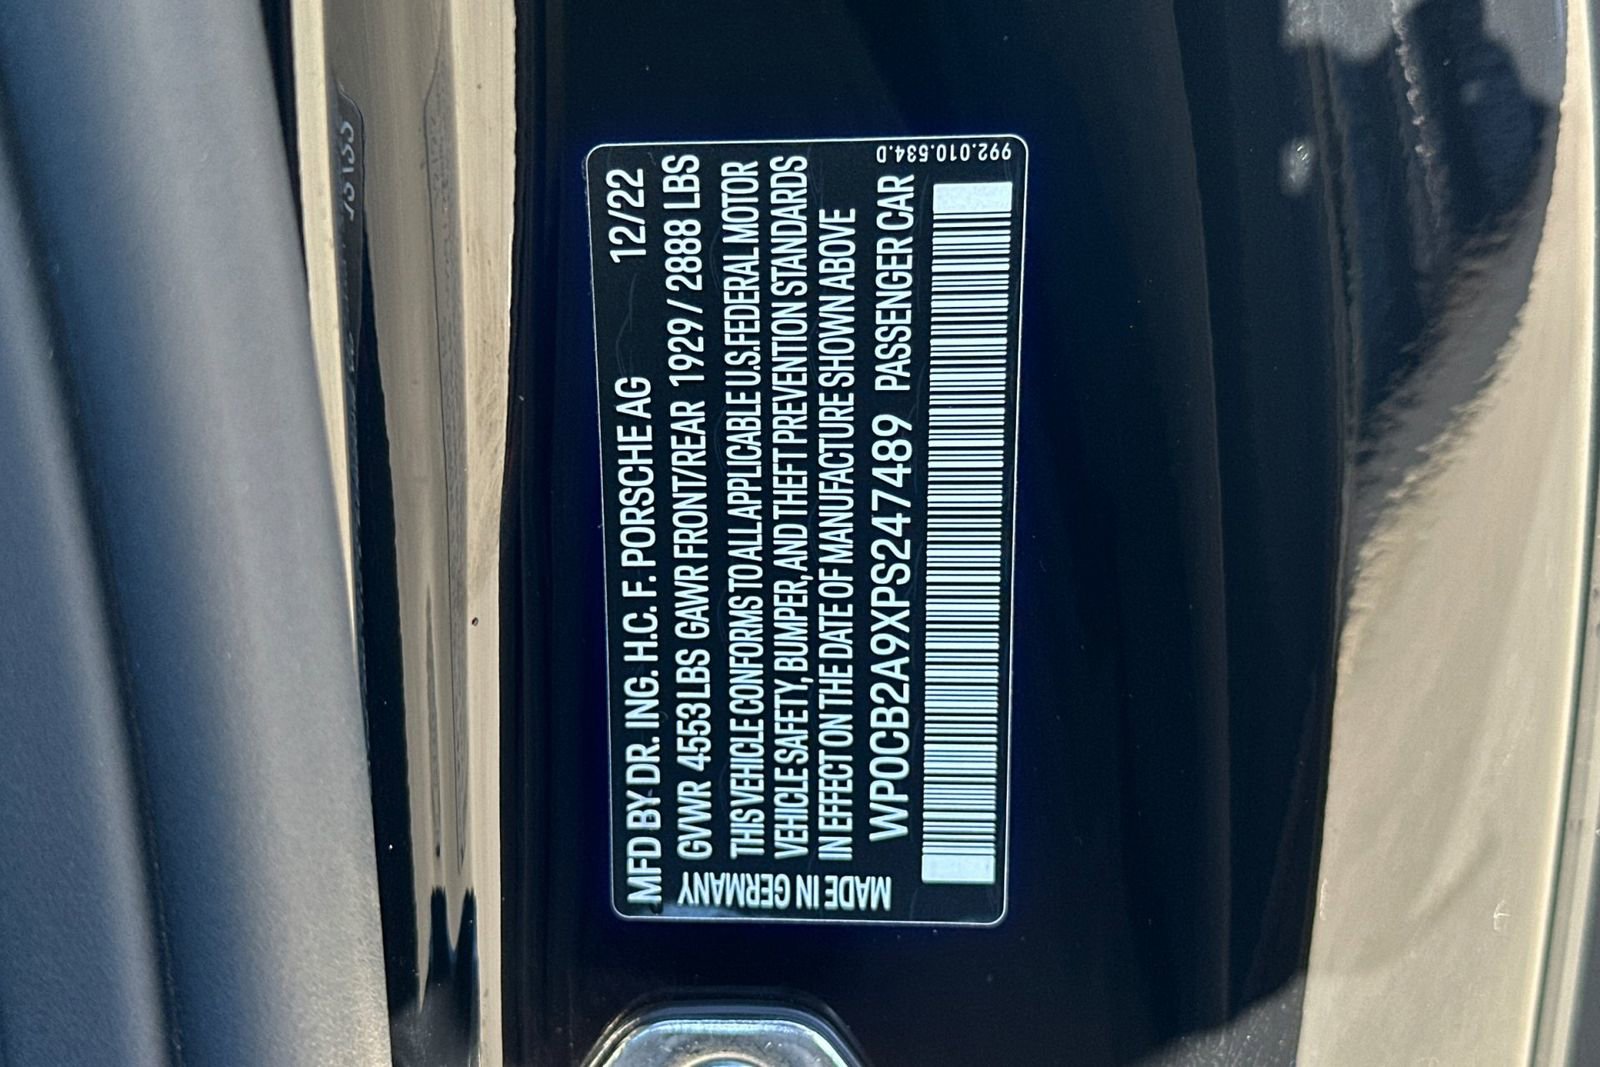 MFD BY DR. ING. H.C. F. PORSCHE AG 12/22
GVWR 4553LBS GAWR FRONT/REAR 1929/2888 LBS
THIS VEHICLE CONFORMS TO ALL APPLICABLE U.S.FEDERAL MOTOR
VEHICLE SAFETY, BUMPER, AND THEFT PREVENTION STANDARDS
IN EFFECT ON THE DATE OF MANUFACTURE SHOWN ABOVE
WP0CB2A9XPS247489 PASSENGER CAR
MADE IN GERMANY
992.010.534.D